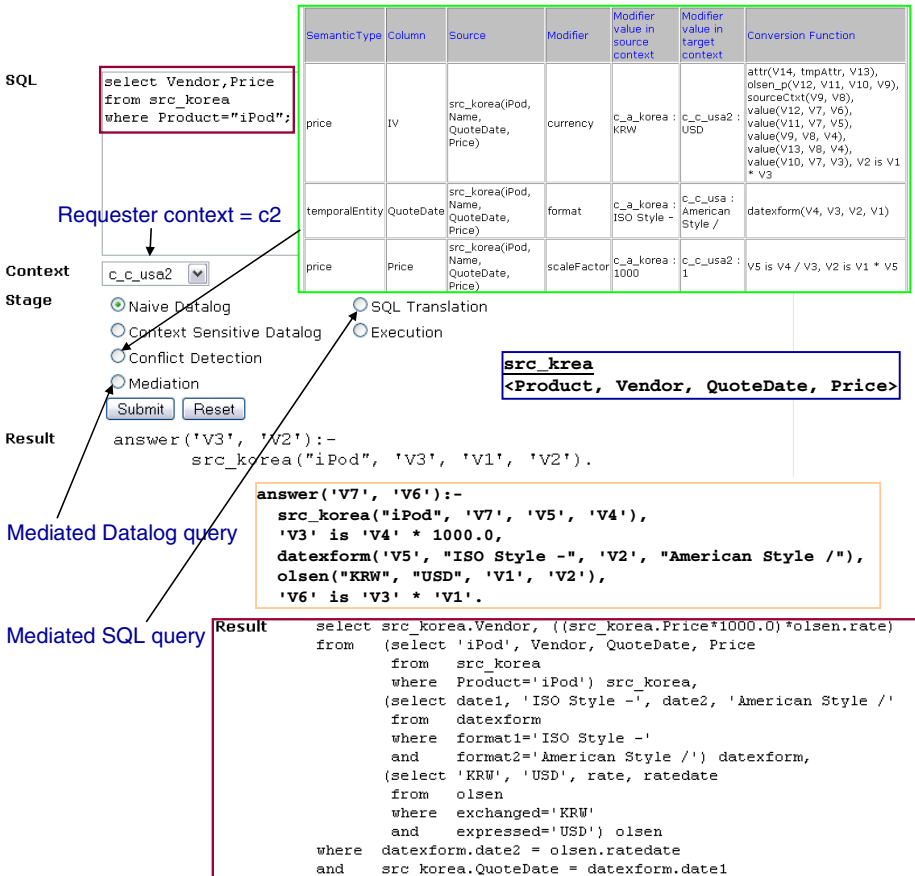 SemanticType Column Source Modifier Modifier value in source context Modifier value in target context Conversion Function
price IV src_korea(iPod, Name, QuoteDate, Price) currency c_a_korea : KRW c_c_usa2 : USD attr(V14, tmpAttr, V13), olsen_p(V12, V11, V10, V9), sourceCtxt(V9, V8), value(V12, V7, V6), value(V11, V7, V5), value(V9, V8, V4), value(V13, V8, V4), value(V10, V7, V3), V2 is V1 * V3
temporalEntity QuoteDate src_korea(iPod, Name, QuoteDate, Price) format c_a_korea : ISO Style - c_c_usa : American Style / datexform(V4, V3, V2, V1)
price Price src_korea(iPod, Name, QuoteDate, Price) scaleFactor c_a_korea : 1000 c_c_usa2 : 1 V5 is V4 / V3, V2 is V1 * V5
SQL
select Vendor,Price
from src_korea
where Product="iPod";
Requester context = c2
Context c_c_usa2
Stage
Naive Datalog SQL Translation
Context Sensitive Datalog Execution
Conflict Detection
Mediation
Submit Reset
src_krea
<Product, Vendor, QuoteDate, Price>
Result answer('V3', 'V2'):-
src_korea("iPod", 'V3', 'V1', 'V2').
Mediated Datalog query
answer('V7', 'V6'):-
src_korea("iPod", 'V7', 'V5', 'V4'),
'V3' is 'V4' * 1000.0,
datexform('V5', "ISO Style -", 'V2', "American Style /"),
olsen("KRW", "USD", 'V1', 'V2'),
'V6' is 'V3' * 'V1'.
Mediated SQL query
Result select src_korea.Vendor, ((src_korea.Price*1000.0)*olsen.rate)
from (select 'iPod', Vendor, QuoteDate, Price
from src_korea
where Product='iPod') src_korea,
(select date1, 'ISO Style -', date2, 'American Style /'
from datexform
where format1='ISO Style -'
and format2='American Style /') datexform,
(select 'KRW', 'USD', rate, ratedate
from olsen
where exchanged='KRW'
and expressed='USD') olsen
where datexform.date2 = olsen.ratedate
and src_korea.QuoteDate = datexform.date1